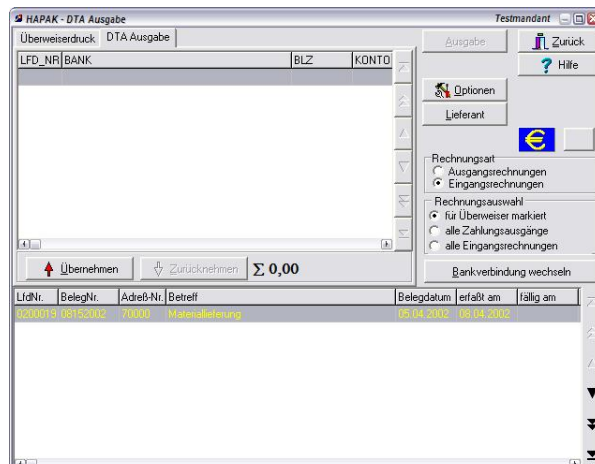 HAPAK - DTA Ausgabe Testmandant
Überweiserdruck DTA Ausgabe
LFD_NR BANK BLZ KONTO
Ausgabe
Zurück
Hilfe
Optionen
Lieferant
€
Rechnungsart
Ausgangsrechnungen
Eingangsrechnungen
Rechnungsauswahl
für Überweiser markiert
alle Zahlungsausgänge
alle Eingangsrechnungen
Übernehmen Zurücknehmen Σ 0,00
Bankverbindung wechseln
LfdNr. BelegNr. Adreß-Nr. Betreff Belegdatum erfaßt am fällig am
0200019 08152002 70000 Materiallieferung 05.04.2002 08.04.2002